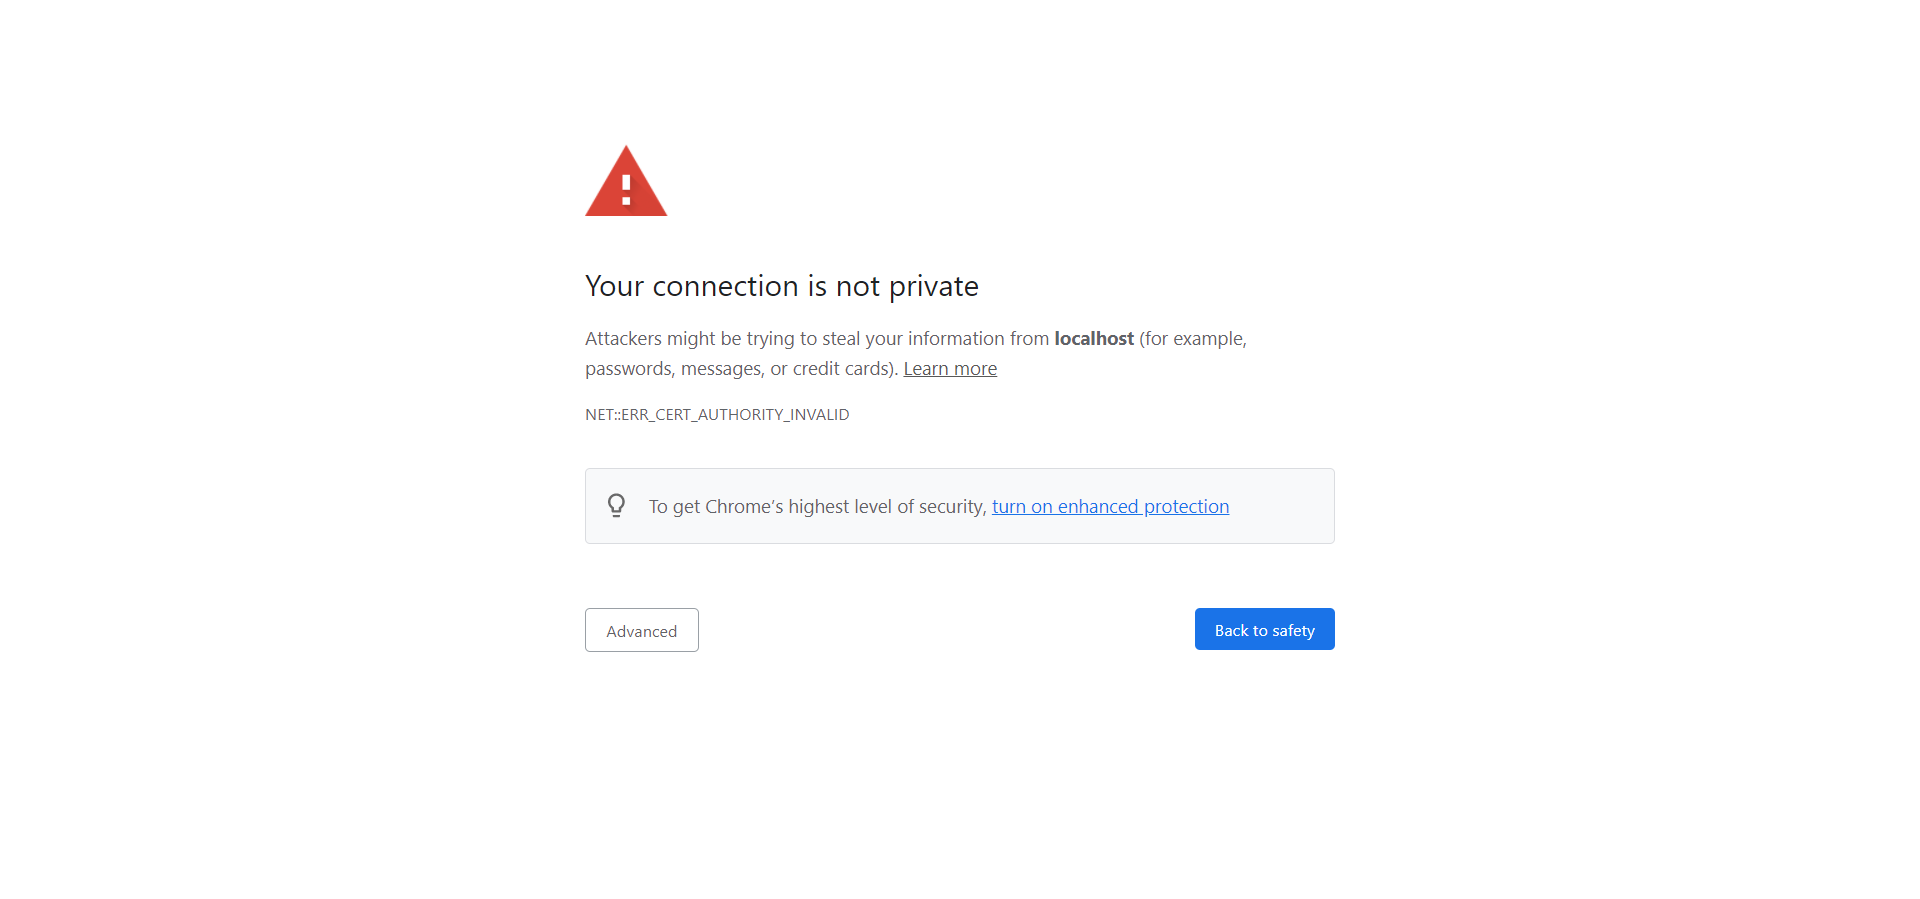 Your connection is not private
Attackers might be trying to steal your information from localhost (for example,
passwords, messages, or credit cards). Learn more
NET::ERR_CERT_AUTHORITY_INVALID
To get Chrome’s highest level of security, turn on enhanced protection
Advanced
Back to safety